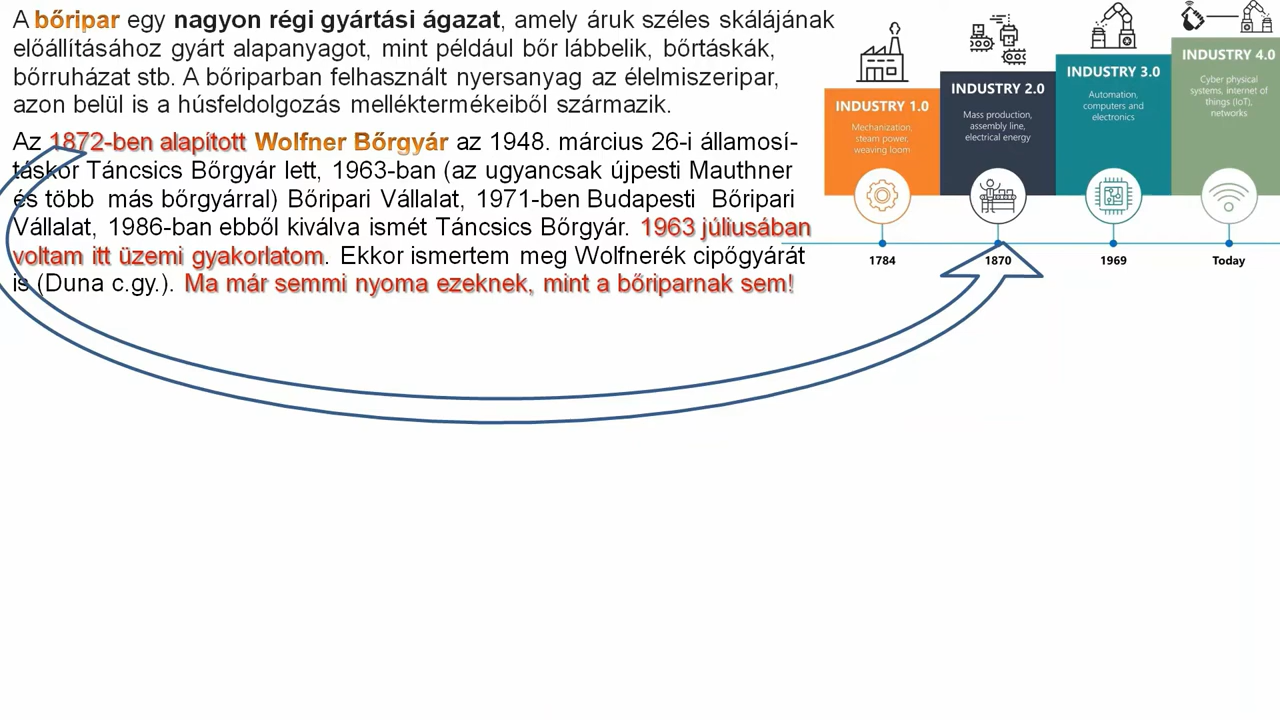 A bőripar egy nagyon régi gyártási ágazat, amely áruk széles skálájának
előállításához gyárt alapanyagot, mint például bőr lábbelik, bőrtáskák,
bőrruházat stb. A bőriparban felhasznált nyersanyag az élelmiszeripar,
azon belül is a húsfeldolgozás melléktermékeiből származik.
Az 1872-ben alapított Wolfner Bőrgyár az 1948. március 26-i államosí-
táskor Táncsics Bőrgyár lett, 1963-ban (az ugyancsak újpesti Mauthner
és több más bőrgyárral) Bőripari Vállalat, 1971-ben Budapesti Bőripari
Vállalat, 1986-ban ebből kiválva ismét Táncsics Bőrgyár. 1963 júliusában
voltam itt üzemi gyakorlatom. Ekkor ismertem meg Wolfnerék cipőgyárát
is (Duna c.gy.). Ma már semmi nyoma ezeknek, mint a bőriparnak sem!
INDUSTRY 1.0
Mechanization,
steam power,
weaving loom
1784
INDUSTRY 2.0
Mass production,
assembly line,
electrical energy
1870
INDUSTRY 3.0
Automation,
computers and
electronics
1969
INDUSTRY 4.0
Cyber physical
systems, internet of
things (IoT),
networks
Today